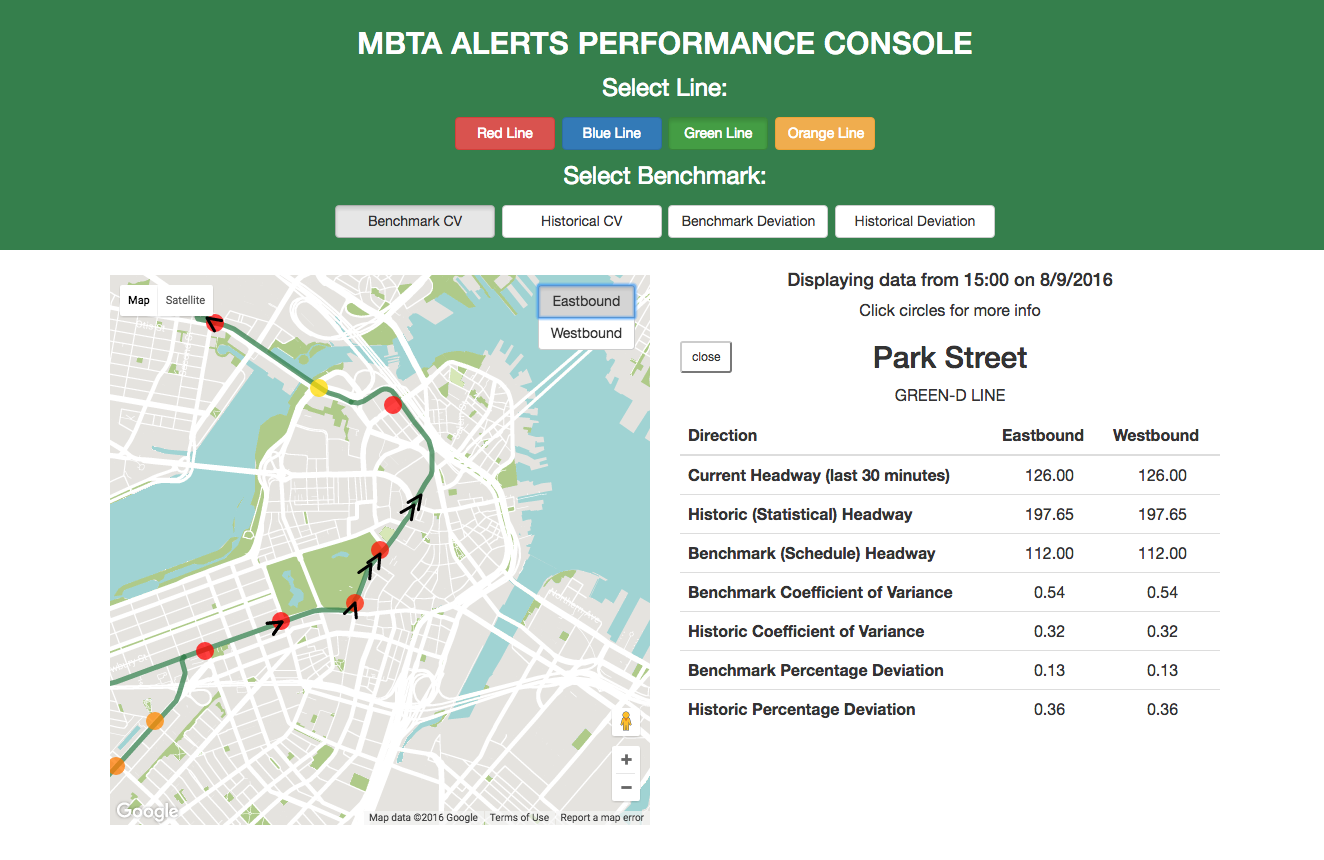 MBTA ALERTS PERFORMANCE CONSOLE
Select Line:
Red Line Blue Line Green Line Orange Line
Select Benchmark:
Benchmark CV Historical CV Benchmark Deviation Historical Deviation
Map Satellite
Eastbound
Westbound
Google
Map data ©2016 Google Terms of Use Report a map error
Displaying data from 15:00 on 8/9/2016
Click circles for more info
close
Park Street
GREEN-D LINE
Direction Eastbound Westbound
Current Headway (last 30 minutes) 126.00 126.00
Historic (Statistical) Headway 197.65 197.65
Benchmark (Schedule) Headway 112.00 112.00
Benchmark Coefficient of Variance 0.54 0.54
Historic Coefficient of Variance 0.32 0.32
Benchmark Percentage Deviation 0.13 0.13
Historic Percentage Deviation 0.36 0.36